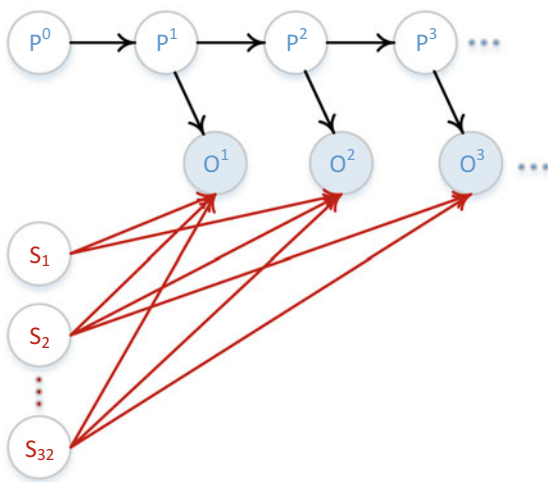 P⁰ P¹ P² P³
O¹ O² O³
S₁
S₂
S₃₂